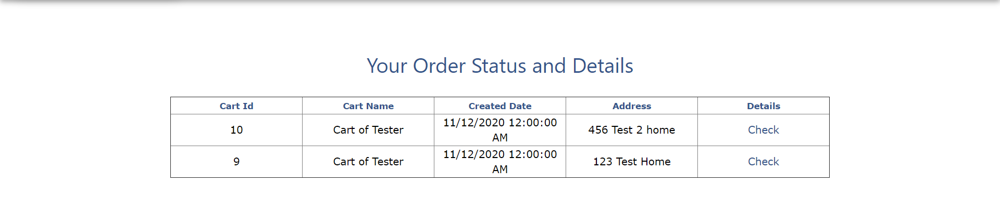 Your Order Status and Details
Cart Id Cart Name Created Date Address Details
10 Cart of Tester 11/12/2020 12:00:00 AM 456 Test 2 home Check
9 Cart of Tester 11/12/2020 12:00:00 AM 123 Test Home Check